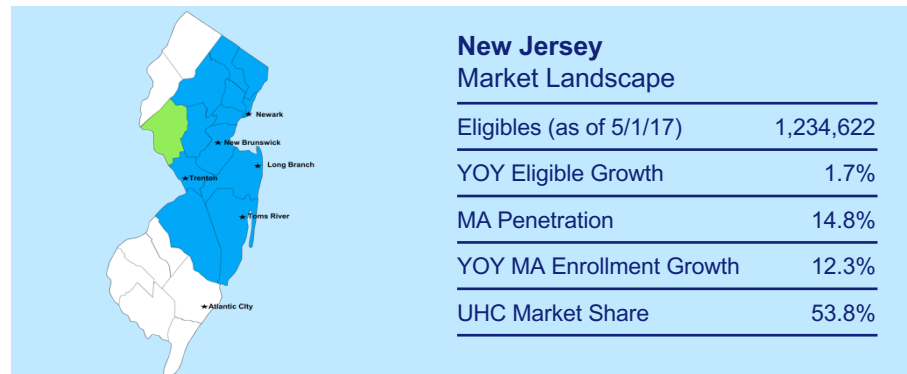 New Jersey
Market Landscape
Eligibles (as of 5/1/17) 1,234,622
YOY Eligible Growth 1.7%
MA Penetration 14.8%
YOY MA Enrollment Growth 12.3%
UHC Market Share 53.8%
Newark
New Brunswick
Long Branch
Trenton
Toms River
Atlantic City